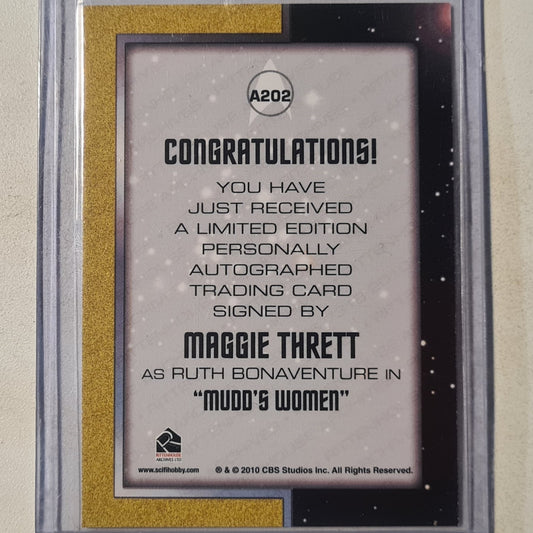 A202
CONGRATULATIONS!
YOU HAVE
JUST RECEIVED
A LIMITED EDITION
PERSONALLY
AUTOGRAPHED
TRADING CARD
SIGNED BY
MAGGIE THRETT
AS RUTH BONAVENTURE IN
"MUDD'S WOMEN"
RITTENHOUSE
ARCHIVES LTD
www.scifihobby.com
® & © 2010 CBS Studios Inc. All Rights Reserved.